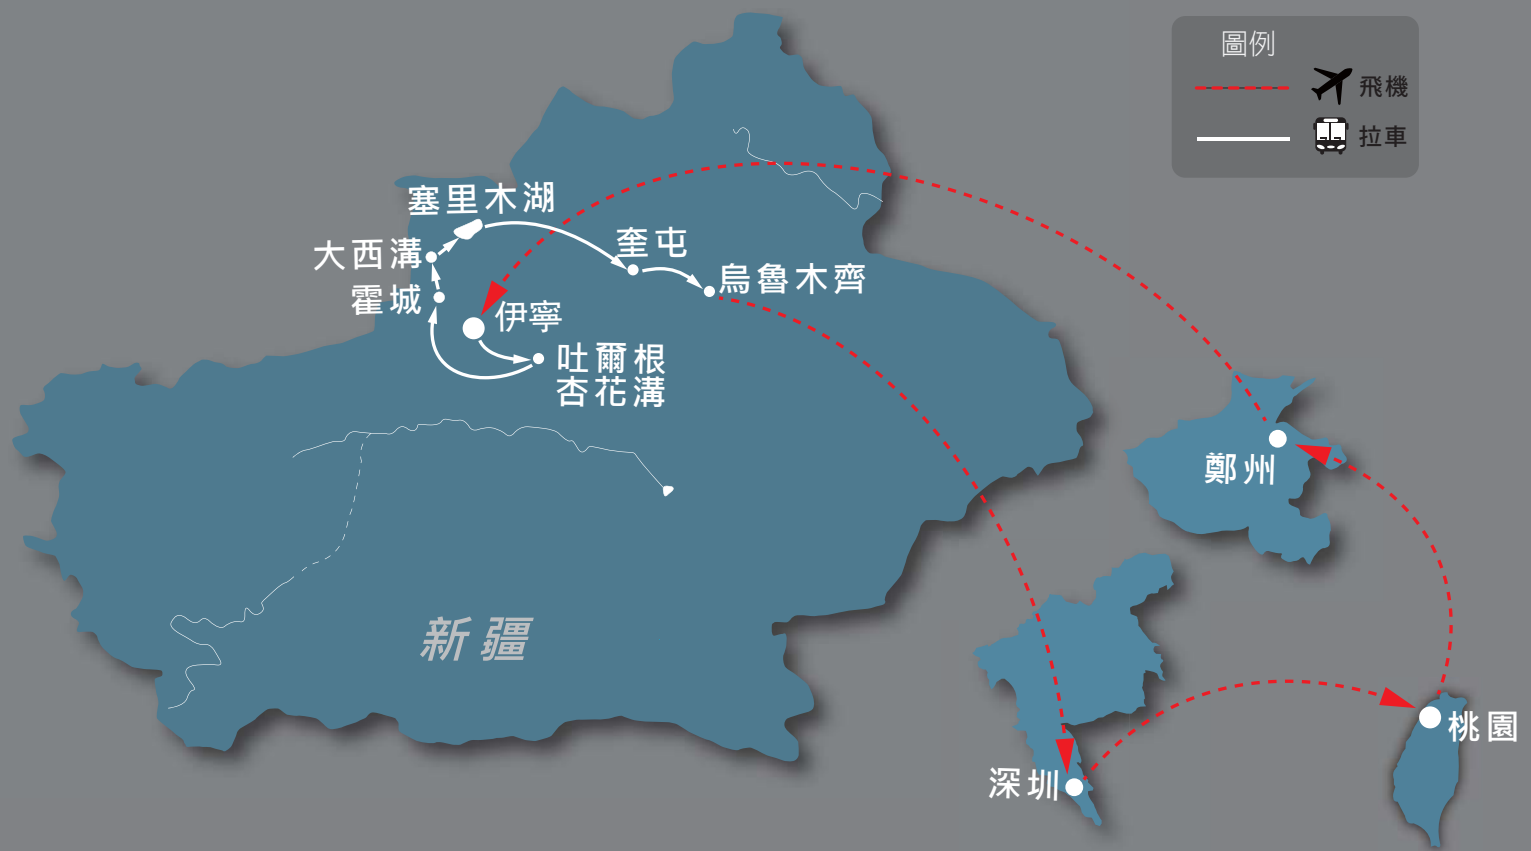 圖例
飛機
拉車
塞里木湖
大西溝
奎屯
烏魯木齊
霍城
伊寧
吐爾根
杏花溝
鄭州
新疆
桃園
深圳